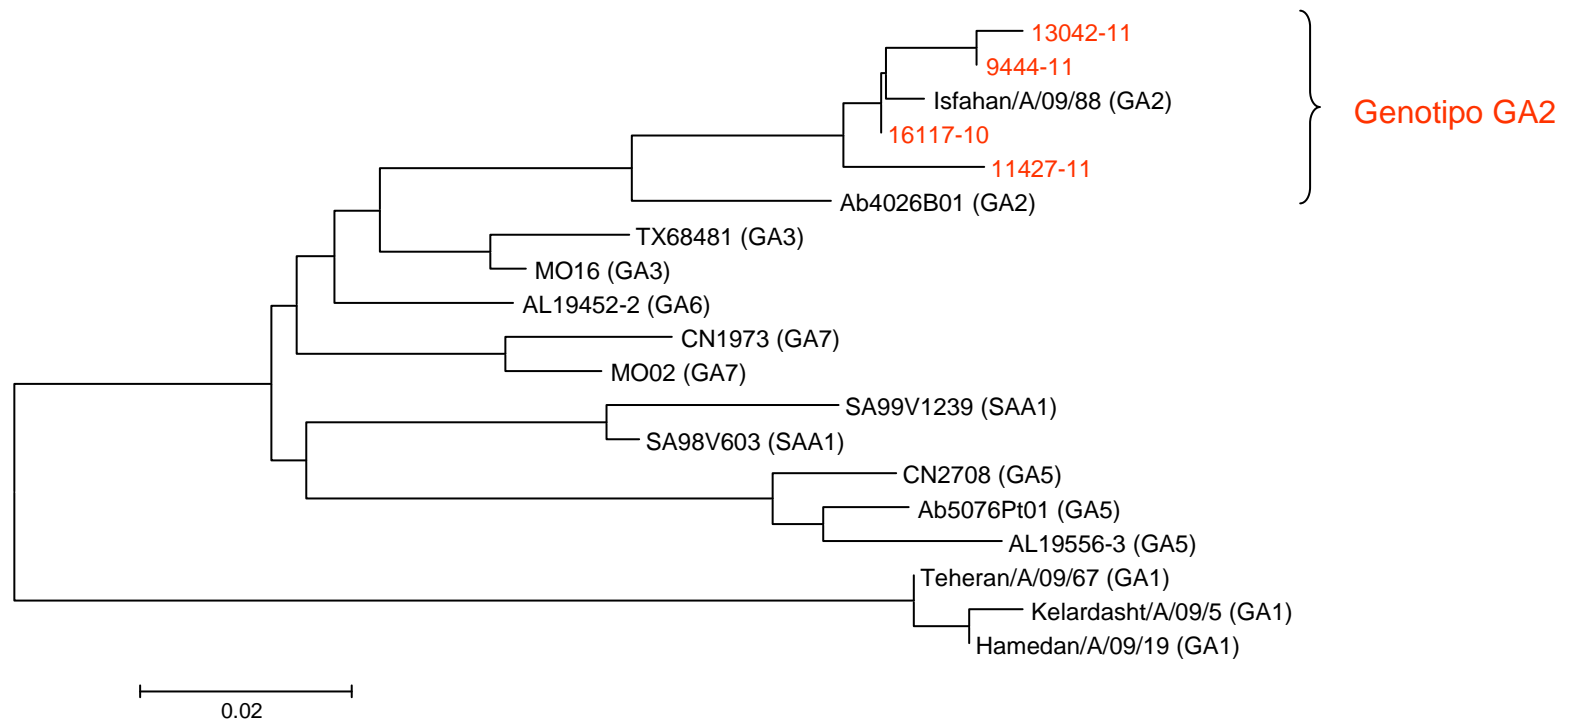 13042-11
9444-11
Isfahan/A/09/88 (GA2)
Genotipo GA2
16117-10
11427-11
Ab4026B01 (GA2)
TX68481 (GA3)
MO16 (GA3)
AL19452-2 (GA6)
CN1973 (GA7)
MO02 (GA7)
SA99V1239 (SAA1)
SA98V603 (SAA1)
CN2708 (GA5)
Ab5076Pt01 (GA5)
AL19556-3 (GA5)
Teheran/A/09/67 (GA1)
Kelardasht/A/09/5 (GA1)
Hamedan/A/09/19 (GA1)
0.02